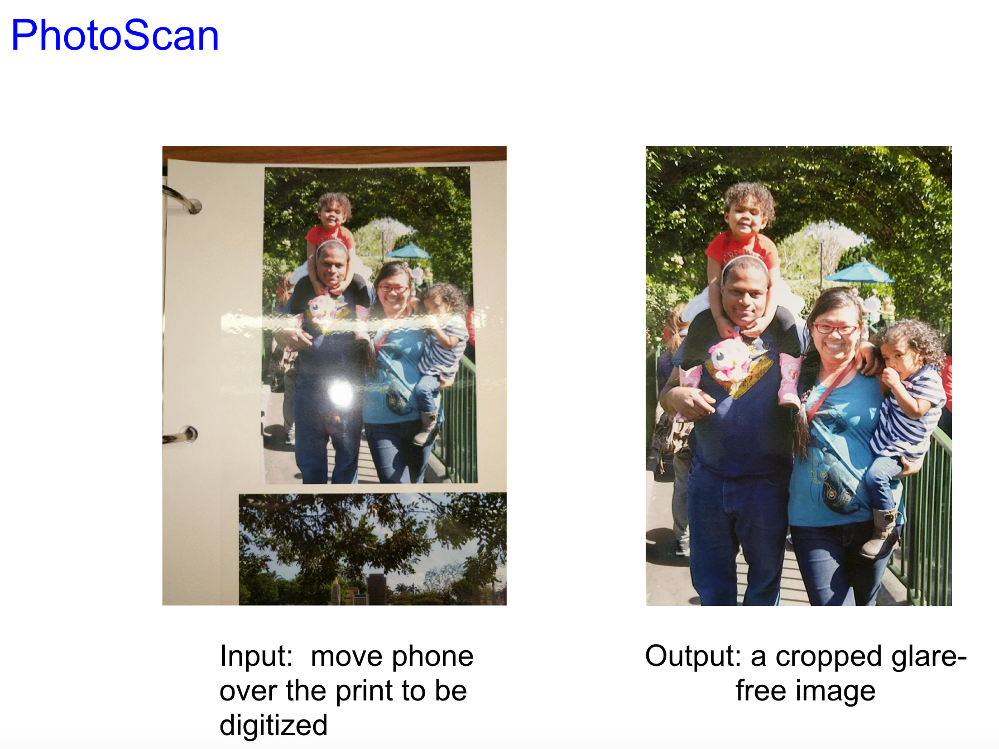 PhotoScan
Input:  move phone
over the print to be
digitized
Output: a cropped glare-
free image